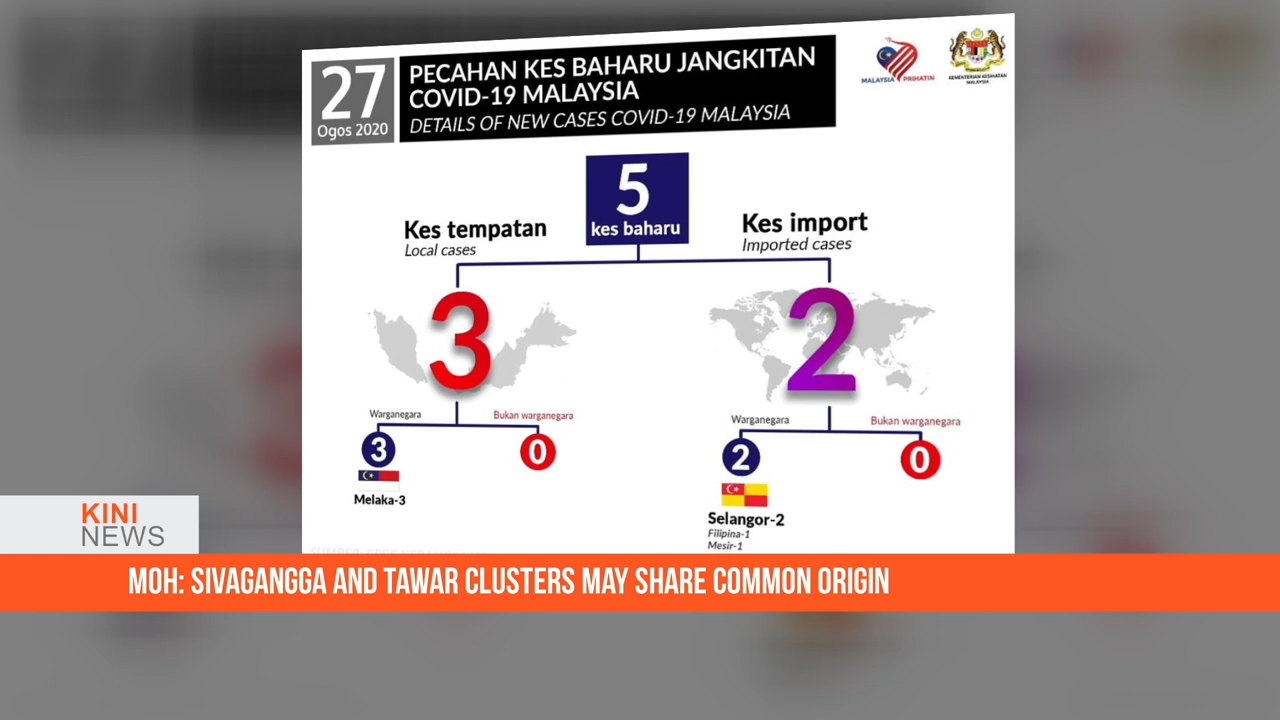 27
Ogos 2020
PECAHAN KES BAHARU JANGKITAN
COVID-19 MALAYSIA
DETAILS OF NEW CASES COVID-19 MALAYSIA
MALAYSIA PRIHATIN
KEMENTERIAN KESIHATAN
MALAYSIA
5
kes baharu
Kes tempatan
Local cases
Kes import
Imported cases
3
2
Warganegara
Bukan warganegara
3
0
Melaka-3
Warganegara
Bukan warganegara
2
0
Selangor-2
Filipina-1
Mesir-1
KINI
NEWS
MOH: SIVAGANGGA AND TAWAR CLUSTERS MAY SHARE COMMON ORIGIN